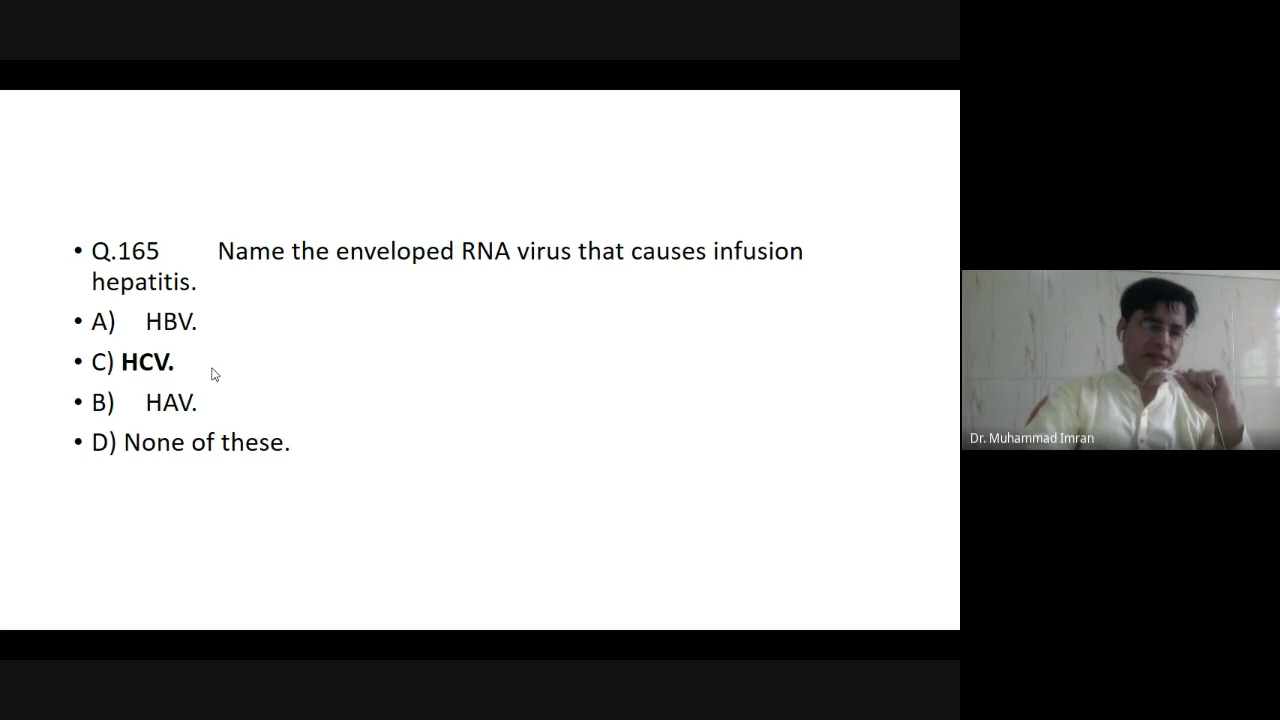 • Q.165 Name the enveloped RNA virus that causes infusion
hepatitis.
• A) HBV.
• C) HCV.
• B) HAV.
• D) None of these.
Dr. Muhammad Imran